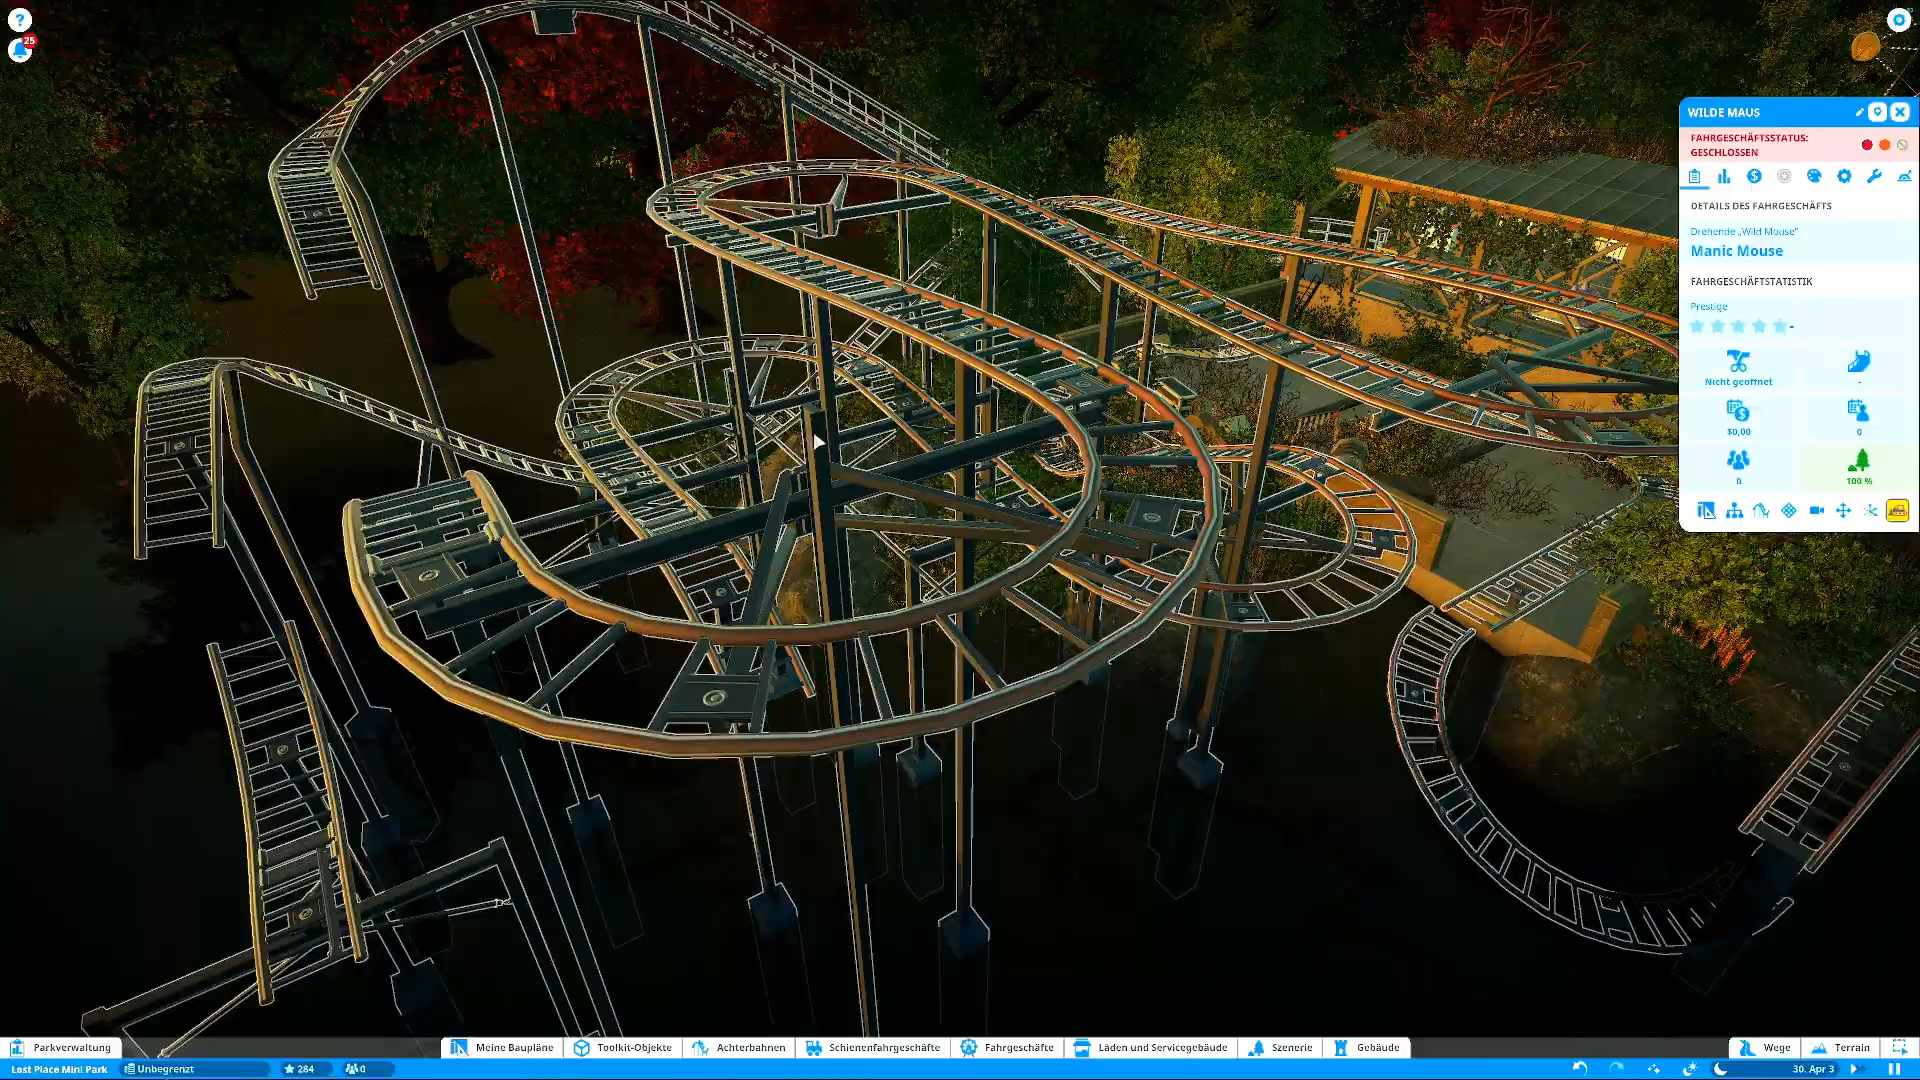 ?
25
WILDE MAUS
FAHRGESCHÄFTSSTATUS:
GESCHLOSSEN
DETAILS DES FAHRGESCHÄFTS
Drehende „Wild Mouse“
Manic Mouse
FAHRGESCHÄFTSTATISTIK
Prestige
-
Nicht geöffnet
-
$0,00
0
0
100 %
Parkverwaltung
Meine Baupläne
Toolkit-Objekte
Achterbahnen
Schienenfahrgeschäfte
Fahrgeschäfte
Läden und Servicegebäude
Szenerie
Gebäude
Wege
Terrain
Lost Place Mini Park
Unbegrenzt
284
0
30. Apr 3